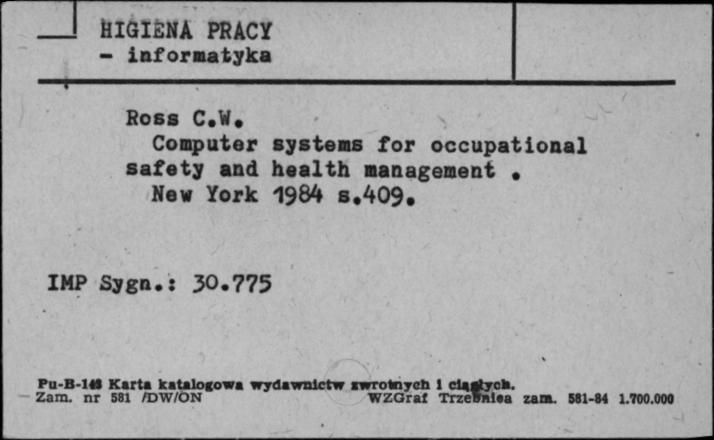 HIGIENA PRACY
- informatyka
Ross C.W.
Computer systems for occupational
safety and health management .
New York 1984 s.409.
IMP Sygn.: 30.775
Pu-B-148 Karta katalogowa wydawnictw zwrotnych i ciągłych.
Zam. nr 581 /DW/ON WZGraf Trzebnica zam. 581-84 1.700.000